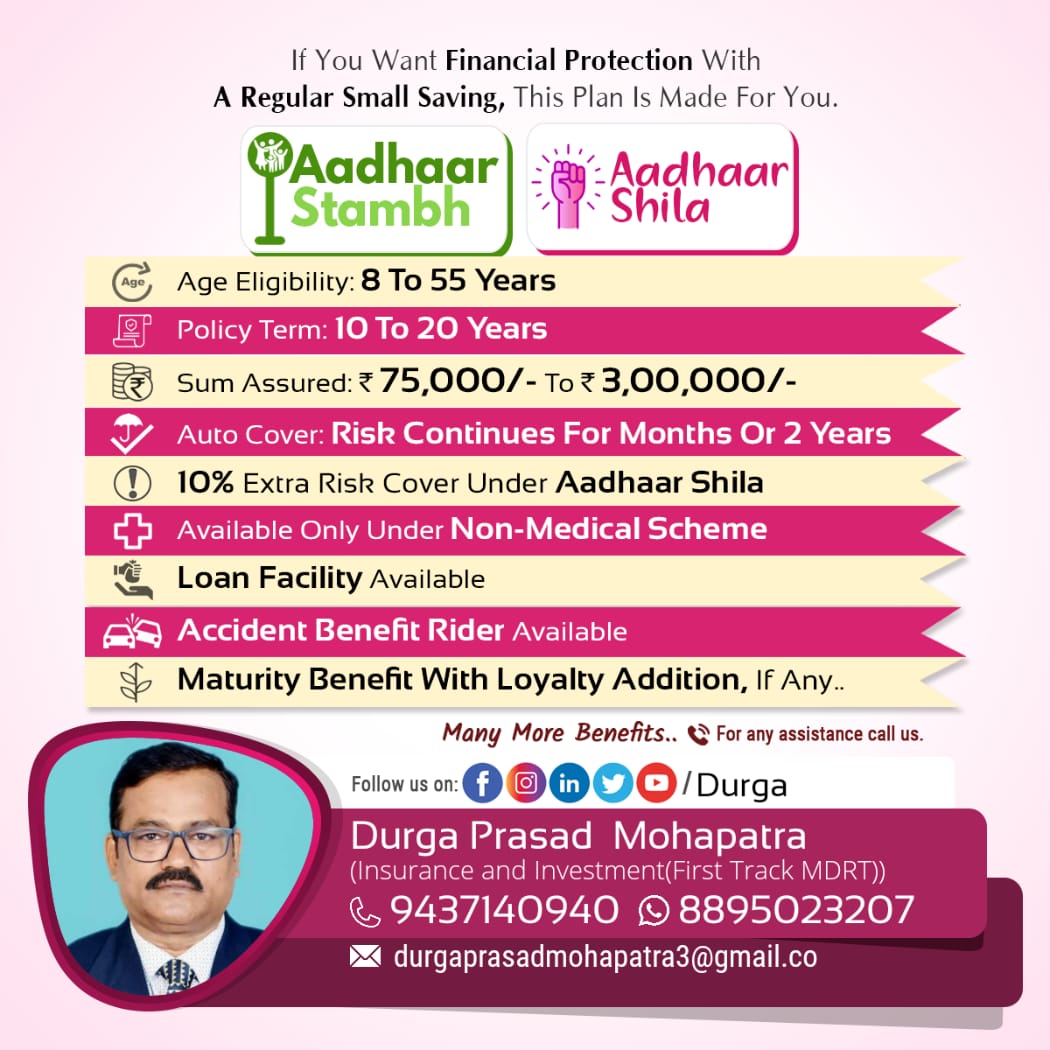 If You Want Financial Protection With
A Regular Small Saving, This Plan Is Made For You.
Aadhaar
Stambh
Aadhaar
Shila
Age
Age Eligibility: 8 To 55 Years
Policy Term: 10 To 20 Years
Sum Assured: ₹ 75,000/- To ₹ 3,00,000/-
Auto Cover: Risk Continues For Months Or 2 Years
10% Extra Risk Cover Under Aadhaar Shila
Available Only Under Non-Medical Scheme
Loan Facility Available
Accident Benefit Rider Available
Maturity Benefit With Loyalty Addition, If Any..
Many More Benefits.. For any assistance call us.
Follow us on: / Durga
Durga Prasad Mohapatra
(Insurance and Investment(First Track MDRT))
9437140940 8895023207
durgaprasadmohapatra3@gmail.co